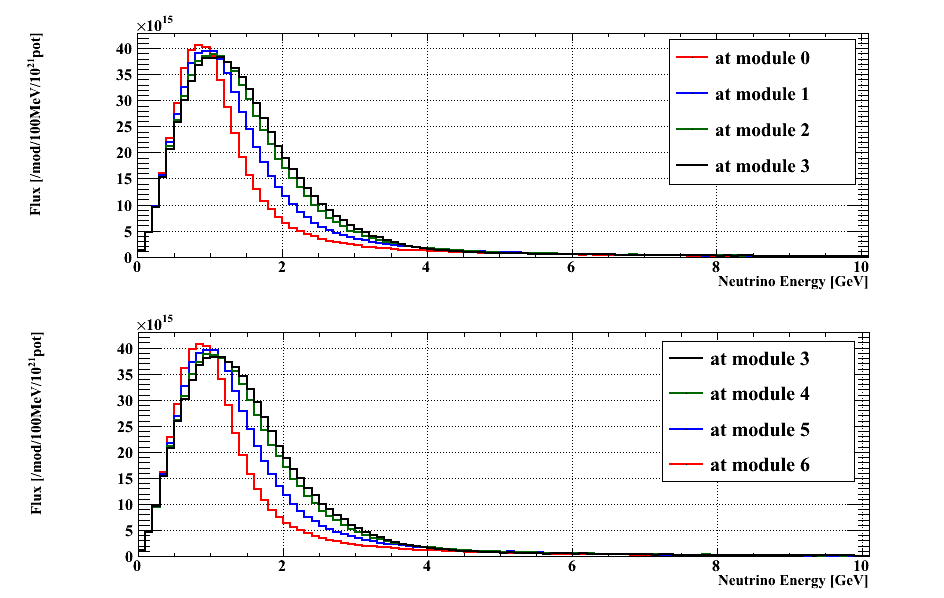 ×10¹⁵
Flux [/mod/100MeV/10²¹pot]
40
35
30
25
20
15
10
5
0
0 2 4 6 8 10
Neutrino Energy [GeV]
at module 0
at module 1
at module 2
at module 3
×10¹⁵
Flux [/mod/100MeV/10²¹pot]
40
35
30
25
20
15
10
5
0
0 2 4 6 8 10
Neutrino Energy [GeV]
at module 3
at module 4
at module 5
at module 6